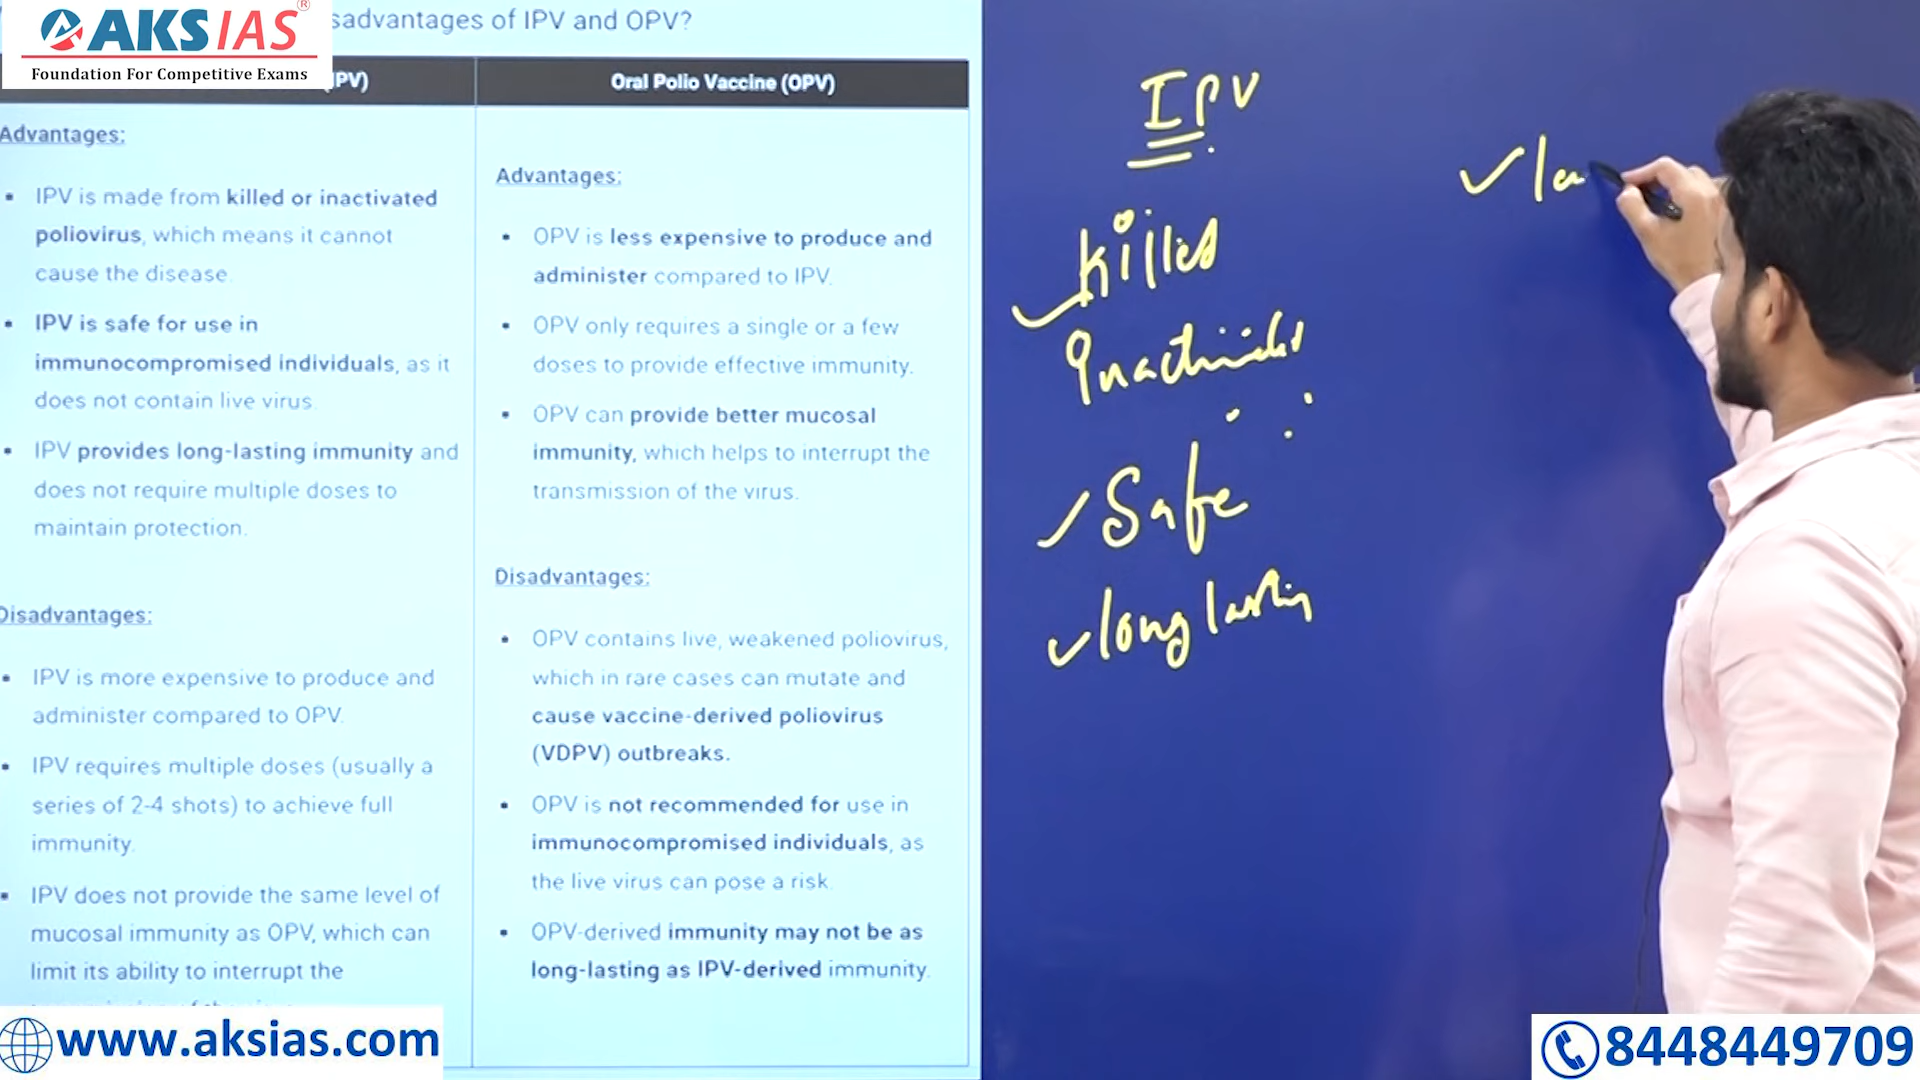 AKSIAS®
Foundation For Competitive Exams
sadvantages of IPV and OPV?
(IPV)
Advantages:
• IPV is made from killed or inactivated
poliovirus, which means it cannot
cause the disease.
• IPV is safe for use in
immunocompromised individuals, as it
does not contain live virus.
• IPV provides long-lasting immunity and
does not require multiple doses to
maintain protection.
Disadvantages:
• IPV is more expensive to produce and
administer compared to OPV.
• IPV requires multiple doses (usually a
series of 2-4 shots) to achieve full
immunity.
• IPV does not provide the same level of
mucosal immunity as OPV, which can
limit its ability to interrupt the
Oral Polio Vaccine (OPV)
Advantages:
• OPV is less expensive to produce and
administer compared to IPV.
• OPV only requires a single or a few
doses to provide effective immunity.
• OPV can provide better mucosal
immunity, which helps to interrupt the
transmission of the virus.
Disadvantages:
• OPV contains live, weakened poliovirus,
which in rare cases can mutate and
cause vaccine-derived poliovirus
(VDPV) outbreaks.
• OPV is not recommended for use in
immunocompromised individuals, as
the live virus can pose a risk.
• OPV-derived immunity may not be as
long-lasting as IPV-derived immunity.
IPV
✓ killed
✓ Safe
✓ long lasting
www.aksias.com
8448449709